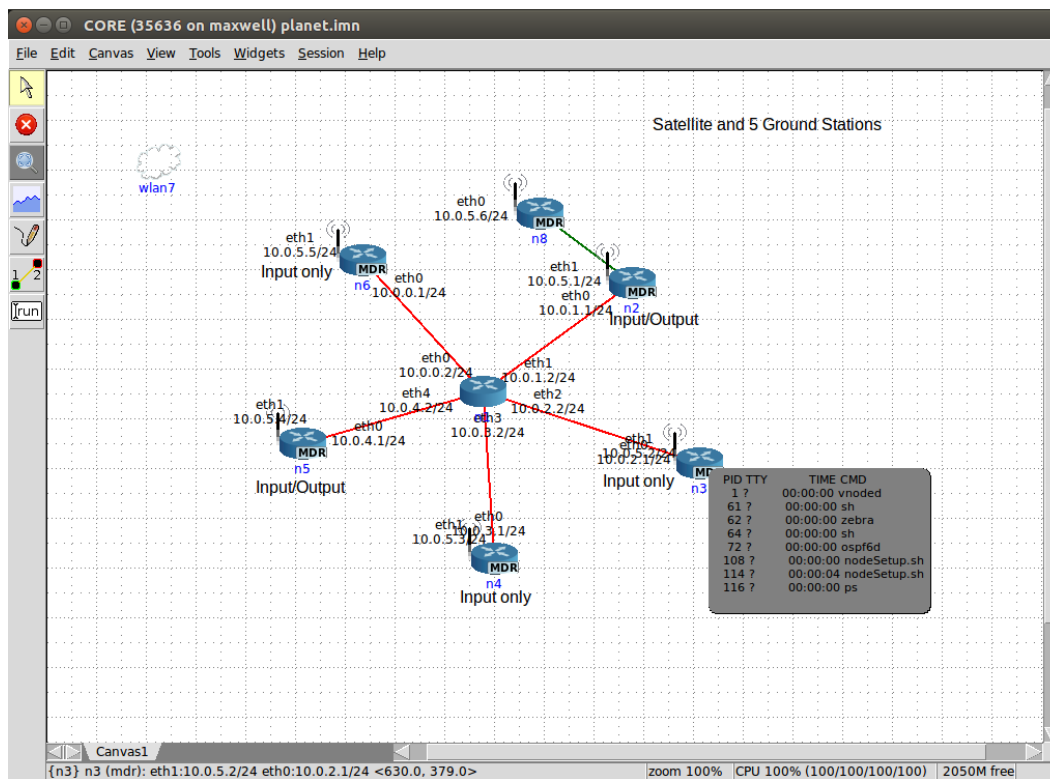 CORE (35636 on maxwell) planet.imn
File Edit Canvas View Tools Widgets Session Help
Satellite and 5 Ground Stations
wlan7
eth0
10.0.5.6/24
MDR
n8
eth1
10.0.5.5/24
Input only
MDR
n6
eth0
10.0.0.1/24
eth1
10.0.5.1/24
eth0
10.0.1.1/24
MDR
n2
Input/Output
eth0
10.0.0.2/24
eth1
10.0.1.2/24
eth4
10.0.4.2/24
eth2
10.0.2.2/24
eth3
10.0.3.2/24
eth1
10.0.5.4/24
eth0
10.0.4.1/24
MDR
n5
Input/Output
eth1
10.0.5.2/24
eth0
10.0.2.1/24
MDR
n3
Input only
eth1
10.0.5.3/24
eth0
10.0.3.1/24
MDR
n4
Input only
PID TTY TIME CMD
1 ? 00:00:00 vnoded
61 ? 00:00:00 sh
62 ? 00:00:00 zebra
64 ? 00:00:00 sh
72 ? 00:00:00 ospf6d
108 ? 00:00:00 nodeSetup.sh
114 ? 00:00:04 nodeSetup.sh
116 ? 00:00:00 ps
1 2
run
Canvas1
{n3} n3 (mdr): eth1:10.0.5.2/24 eth0:10.0.2.1/24 <630.0, 379.0>
zoom 100%
CPU 100% (100/100/100/100)
2050M free